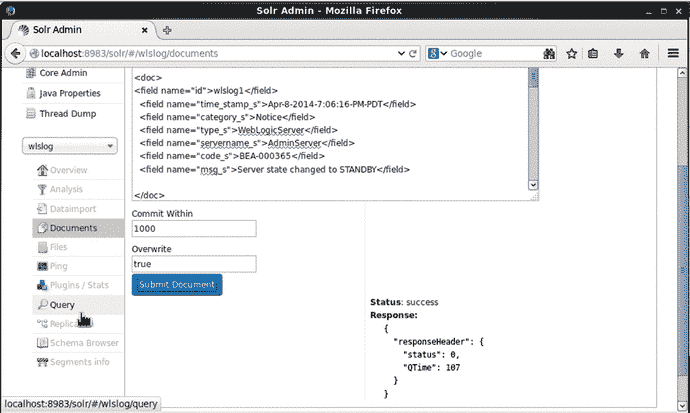 Solr Admin - Mozilla Firefox
Solr Admin
localhost:8983/solr/#/wlslog/documents
Google
Core Admin
Java Properties
Thread Dump
wlslog
Overview
Analysis
Dataimport
Documents
Files
Ping
Plugins / Stats
Query
Schema Browser
Segments info
<doc>
<field name="id">wlslog1</field>
<field name="time_stamp_s">Apr-8-2014-7:06:16-PM-PDT</field>
<field name="category_s">Notice</field>
<field name="type_s">WebLogicServer</field>
<field name="servername_s">AdminServer</field>
<field name="code_s">BEA-000365</field>
<field name="msg_s">Server state changed to STANDBY</field>
</doc>
Commit Within
1000
Overwrite
true
Submit Document
Status: success
Response:
{
"responseHeader": {
"status": 0,
"QTime": 107
}
}
localhost:8983/solr/#/wlslog/query